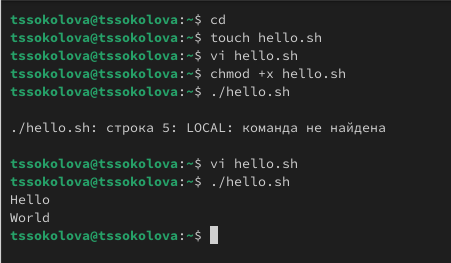 tssokolova@tssokolova:~$ cd
tssokolova@tssokolova:~$ touch hello.sh
tssokolova@tssokolova:~$ vi hello.sh
tssokolova@tssokolova:~$ chmod +x hello.sh
tssokolova@tssokolova:~$ ./hello.sh
./hello.sh: строка 5: LOCAL: команда не найдена
tssokolova@tssokolova:~$ vi hello.sh
tssokolova@tssokolova:~$ ./hello.sh
Hello
World
tssokolova@tssokolova:~$